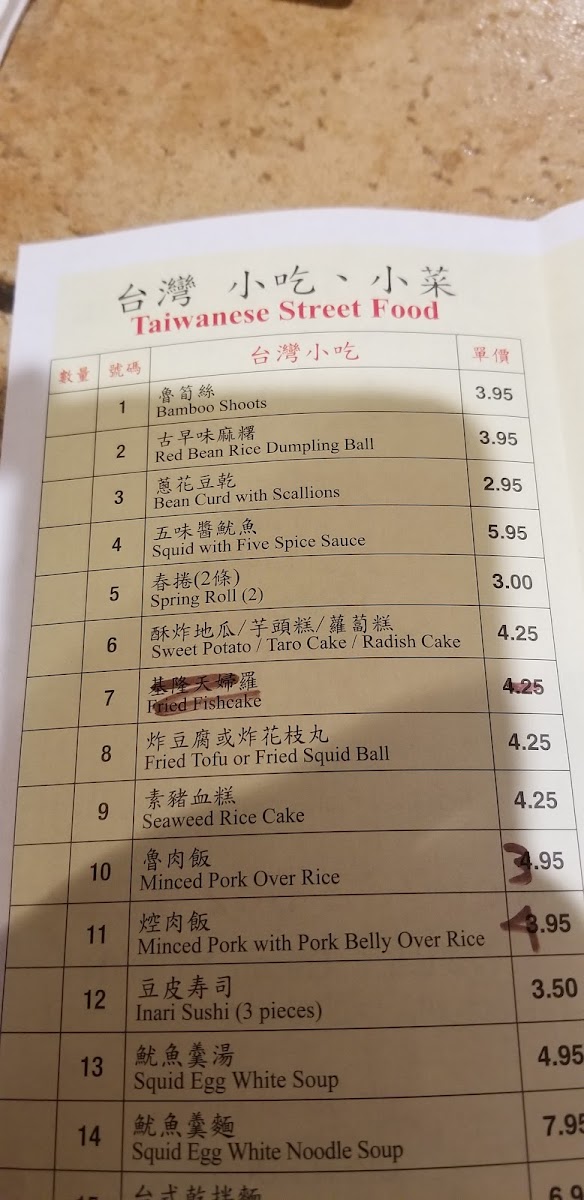 台灣 小吃、小菜
Taiwanese Street Food
數量 號碼 台灣小吃 單價
1 魯筍絲 3.95
Bamboo Shoots
2 古早味麻糬 3.95
Red Bean Rice Dumpling Ball
3 蔥花豆乾 2.95
Bean Curd with Scallions
4 五味醬魷魚 5.95
Squid with Five Spice Sauce
5 春捲(2條) 3.00
Spring Roll (2)
6 酥炸地瓜/芋頭糕/蘿蔔糕 4.25
Sweet Potato / Taro Cake / Radish Cake
7 基隆天婦羅 4.25
Fried Fishcake
8 炸豆腐或炸花枝丸 4.25
Fried Tofu or Fried Squid Ball
9 素豬血糕 4.25
Seaweed Rice Cake
10 魯肉飯 3.95
Minced Pork Over Rice
11 焢肉飯 4.95
Minced Pork with Pork Belly Over Rice
12 豆皮寿司 3.50
Inari Sushi (3 pieces)
13 魷魚羹湯 4.95
Squid Egg White Soup
14 魷魚羹麵 7.95
Squid Egg White Noodle Soup
台式乾拌麵